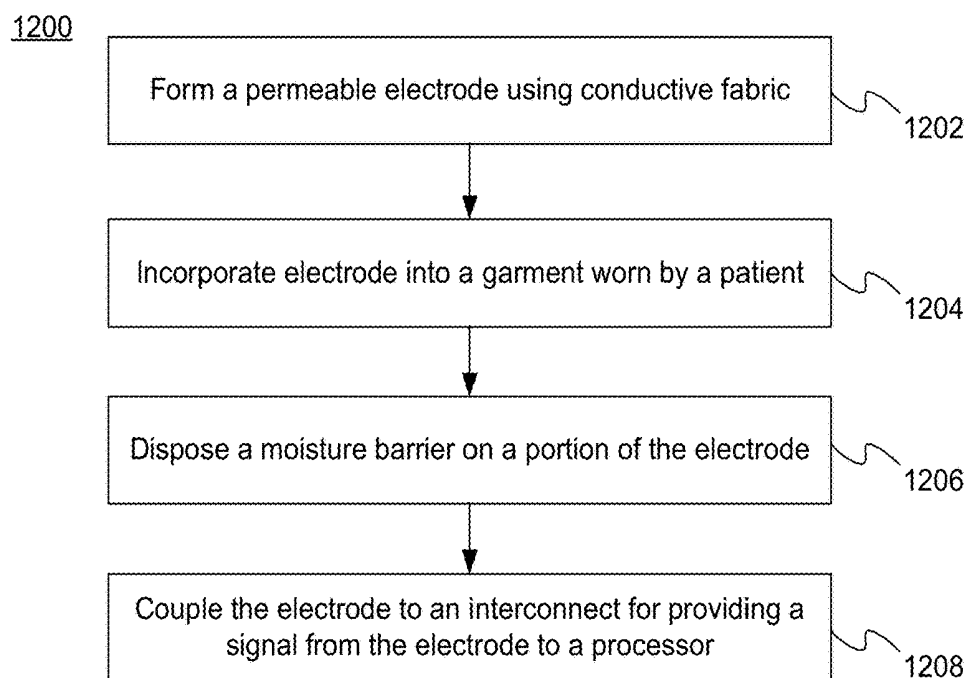 1200
Form a permeable electrode using conductive fabric
1202
Incorporate electrode into a garment worn by a patient
1204
Dispose a moisture barrier on a portion of the electrode
1206
Couple the electrode to an interconnect for providing a
signal from the electrode to a processor
1208